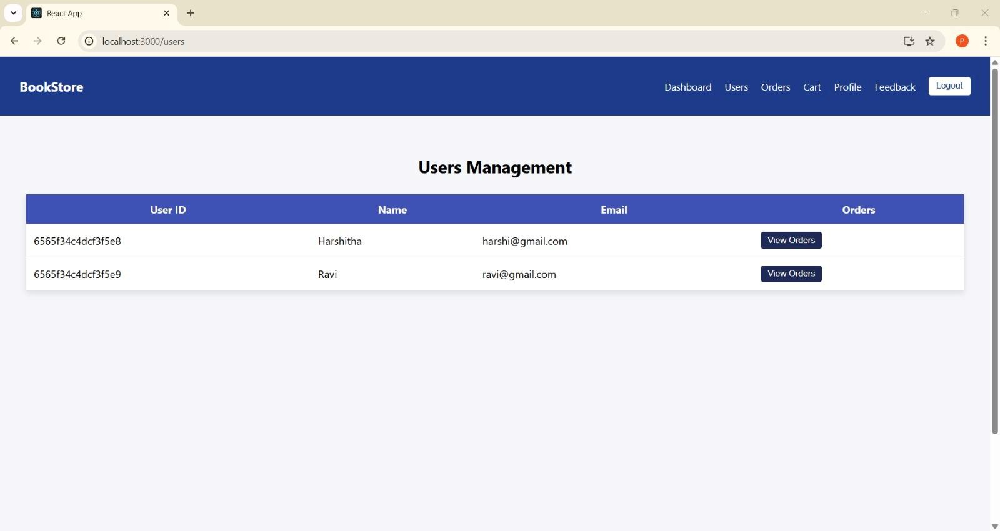 React App
localhost:3000/users
P
BookStore
Dashboard Users Orders Cart Profile Feedback Logout
Users Management
User ID Name Email Orders
6565f34c4dcf3f5e8 Harshitha harshi@gmail.com View Orders
6565f34c4dcf3f5e9 Ravi ravi@gmail.com View Orders